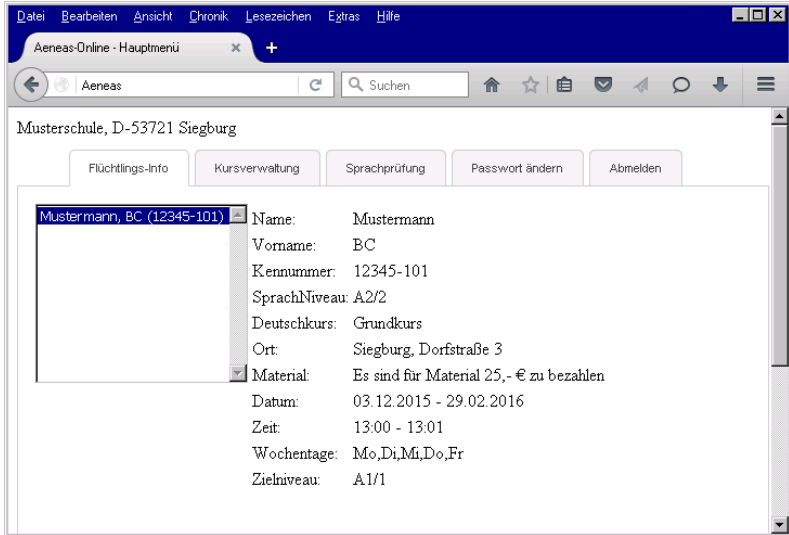 Datei Bearbeiten Ansicht Chronik Lesezeichen Extras Hilfe
Aeneas-Online - Hauptmenü
Aeneas
Suchen
Musterschule, D-53721 Siegburg
Flüchtlings-Info Kursverwaltung Sprachprüfung Passwort ändern Abmelden
Mustermann, BC (12345-101)
Name: Mustermann
Vorname: BC
Kennummer: 12345-101
SprachNiveau: A2/2
Deutschkurs: Grundkurs
Ort: Siegburg, Dorfstraße 3
Material: Es sind für Material 25,- € zu bezahlen
Datum: 03.12.2015 - 29.02.2016
Zeit: 13:00 - 13:01
Wochentage: Mo,Di,Mi,Do,Fr
Zielniveau: A1/1